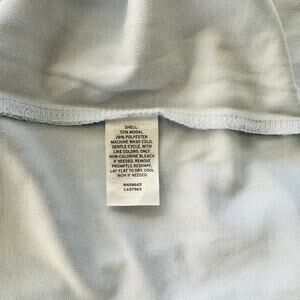 SHELL:
72% MODAL
28% POLYESTER
MACHINE WASH COLD,
GENTLE CYCLE, WITH
LIKE COLORS. ONLY
NON-CHLORINE BLEACH
IF NEEDED. REMOVE
PROMPTLY. RESHAPE,
LAY FLAT TO DRY. COOL
IRON IF NEEDED.
RN58665
CA57963